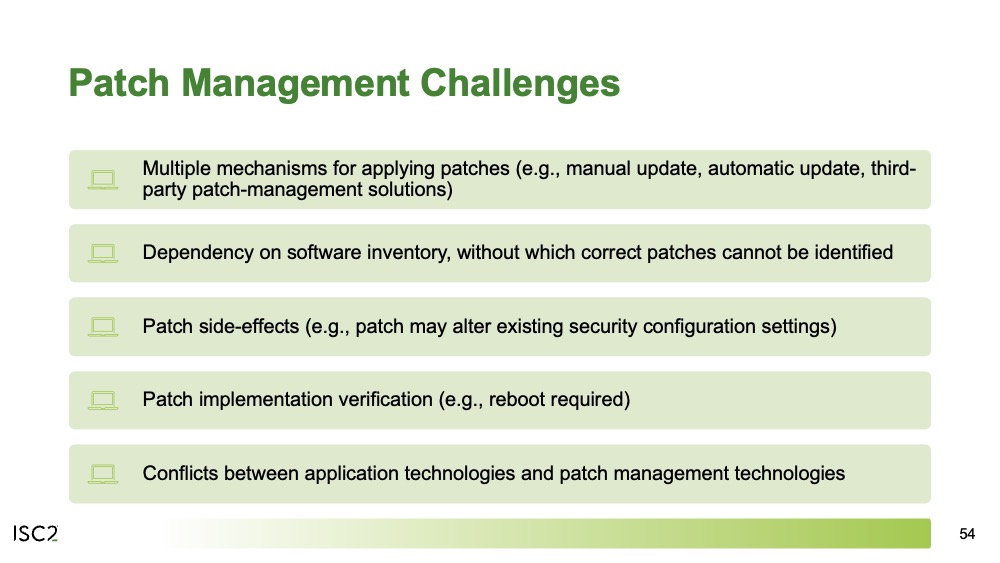 Patch Management Challenges
Multiple mechanisms for applying patches (e.g., manual update, automatic update, third-
party patch-management solutions)
Dependency on software inventory, without which correct patches cannot be identified
Patch side-effects (e.g., patch may alter existing security configuration settings)
Patch implementation verification (e.g., reboot required)
Conflicts between application technologies and patch management technologies
ISC2
54